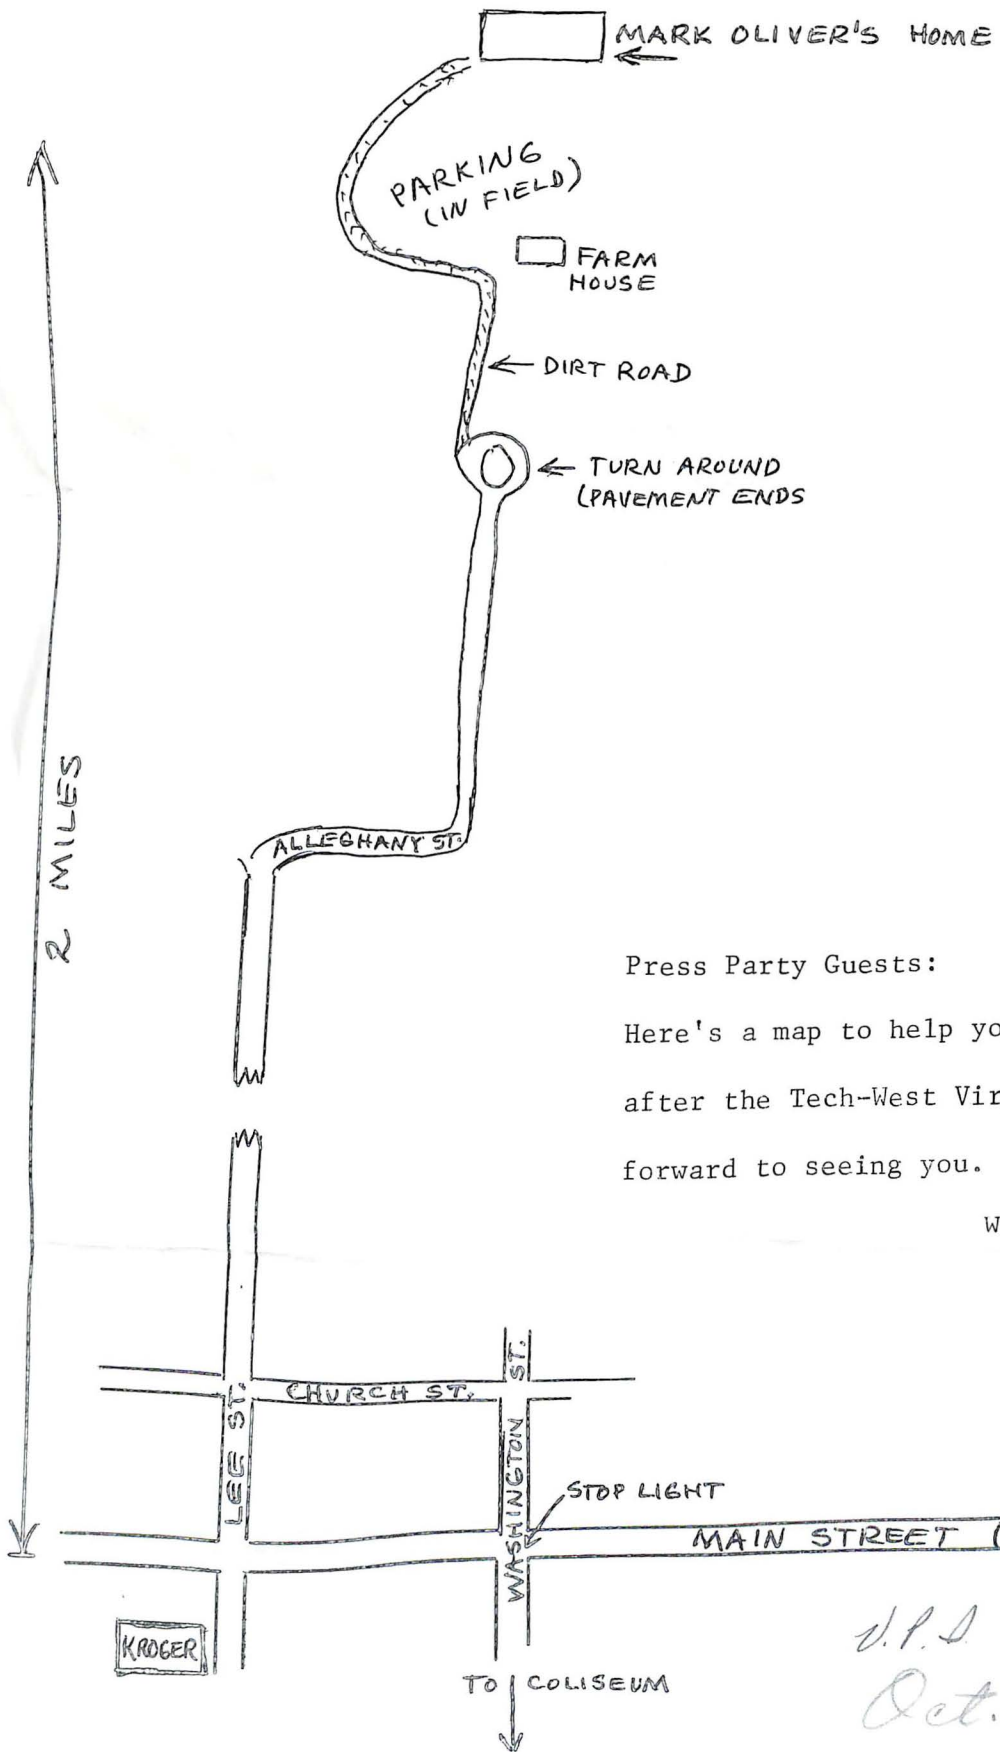 MARK OLIVER'S HOME
PARKING
(IN FIELD)
FARM
HOUSE
DIRT ROAD
TURN AROUND
(PAVEMENT ENDS
2 MILES
ALLEGHANY ST.
Press Party Guests:
Here's a map to help yo
after the Tech-West Vir
forward to seeing you.
W
CHURCH ST.
LEE ST.
WASHINGTON ST.
STOP LIGHT
MAIN STREET (
KROGER
TO COLISEUM
Oct.